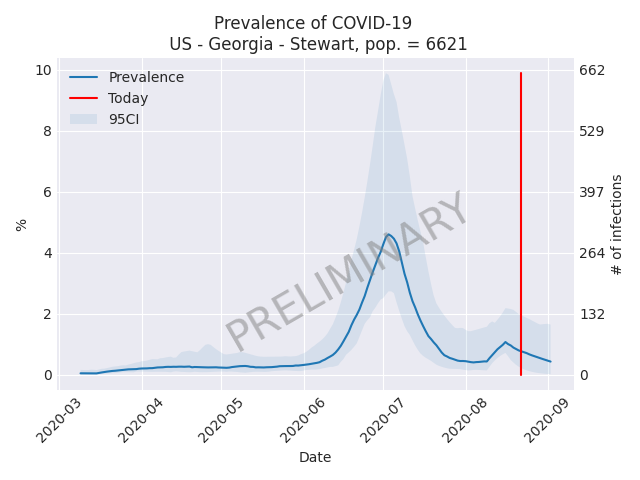 Prevalence of COVID-19
US - Georgia - Stewart, pop. = 6621
Prevalence
Today
95CI
10
8
6
4
2
0
%
662
529
397
264
132
0
# of infections
PRELIMINARY
2020-03
2020-04
2020-05
2020-06
2020-07
2020-08
2020-09
Date